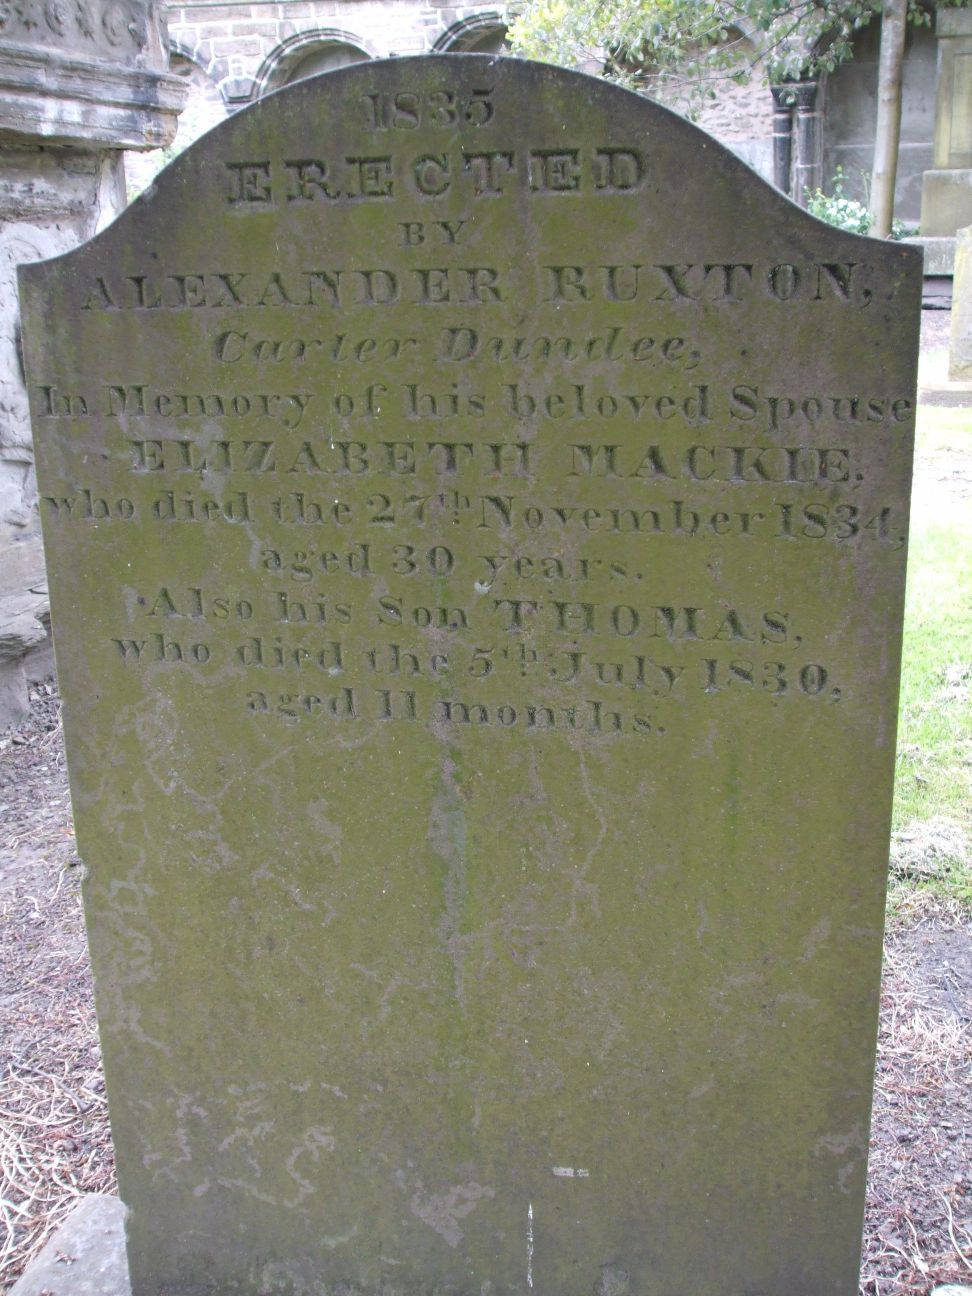 1835
ERECTED
BY
ALEXANDER RUXTON,
Carter Dundee,
In Memory of his beloved Spouse
ELIZABETH MACKIE.
who died the 27th November 1834,
aged 30 years.
Also his Son THOMAS,
who died the 5th July 1830,
aged 11 months.